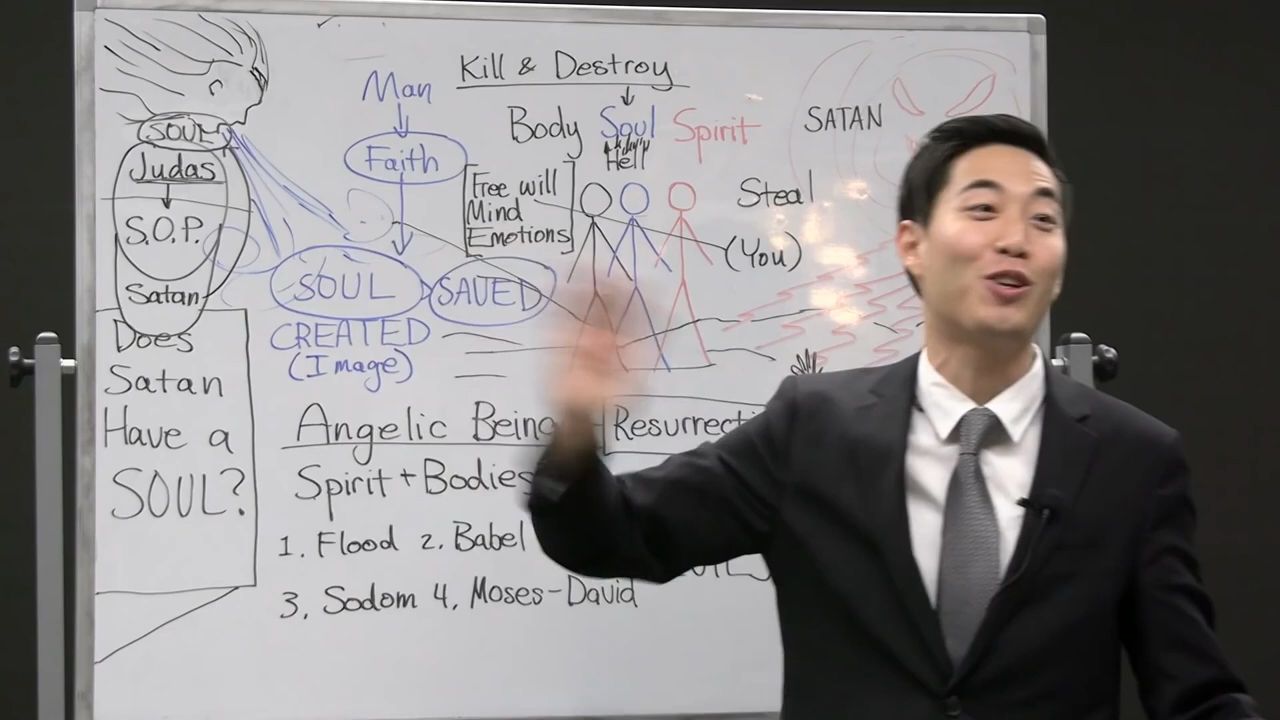 Kill & Destroy
Man
Body Soul Spirit
Hell
SATAN
SOUL
Judas
S.O.P.
Satan
Faith
Free will
Mind
Emotions
Steal
(You)
SOUL
SAVED
CREATED
(Image)
Does
Satan
Have a
SOUL?
Angelic Being
Resurrecti
Spirit + Bodies
1. Flood 2. Babel
3. Sodom 4. Moses-David